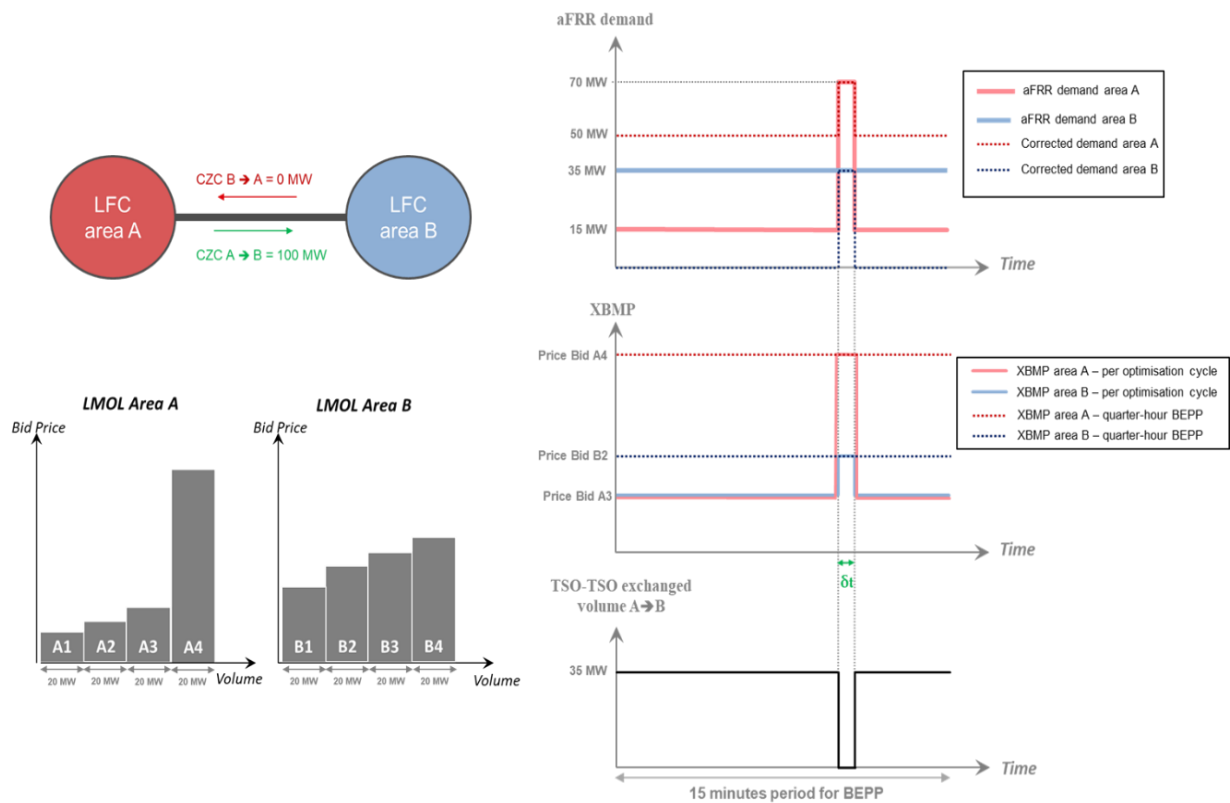 LFC
area A
CZC B ➔ A = 0 MW
CZC A ➔ B = 100 MW
LFC
area B
LMOL Area A
Bid Price
A1
A2
A3
A4
20 MW
20 MW
20 MW
20 MW
Volume
LMOL Area B
Bid Price
B1
B2
B3
B4
20 MW
20 MW
20 MW
20 MW
Volume
aFRR demand
70 MW
50 MW
35 MW
15 MW
Time
aFRR demand area A
aFRR demand area B
Corrected demand area A
Corrected demand area B
XBMP
Price Bid A4
Price Bid B2
Price Bid A3
Time
δt
XBMP area A – per optimisation cycle
XBMP area B – per optimisation cycle
XBMP area A – quarter-hour BEPP
XBMP area B – quarter-hour BEPP
TSO-TSO exchanged
volume A➔B
35 MW
Time
15 minutes period for BEPP